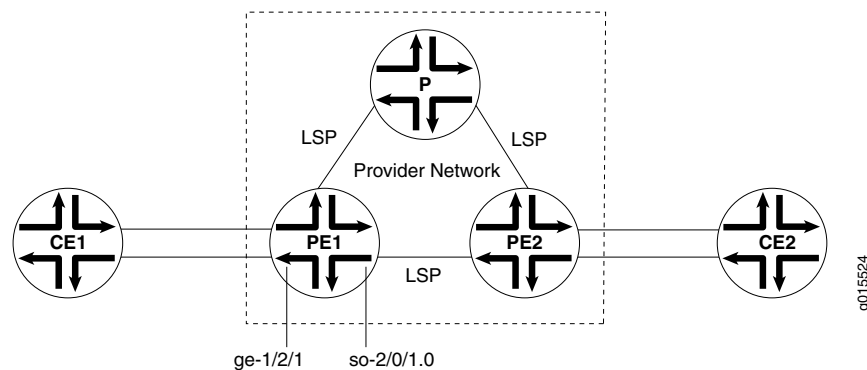 P
LSP
LSP
Provider Network
CE1
PE1
PE2
CE2
LSP
ge-1/2/1
so-2/0/1.0
g015524